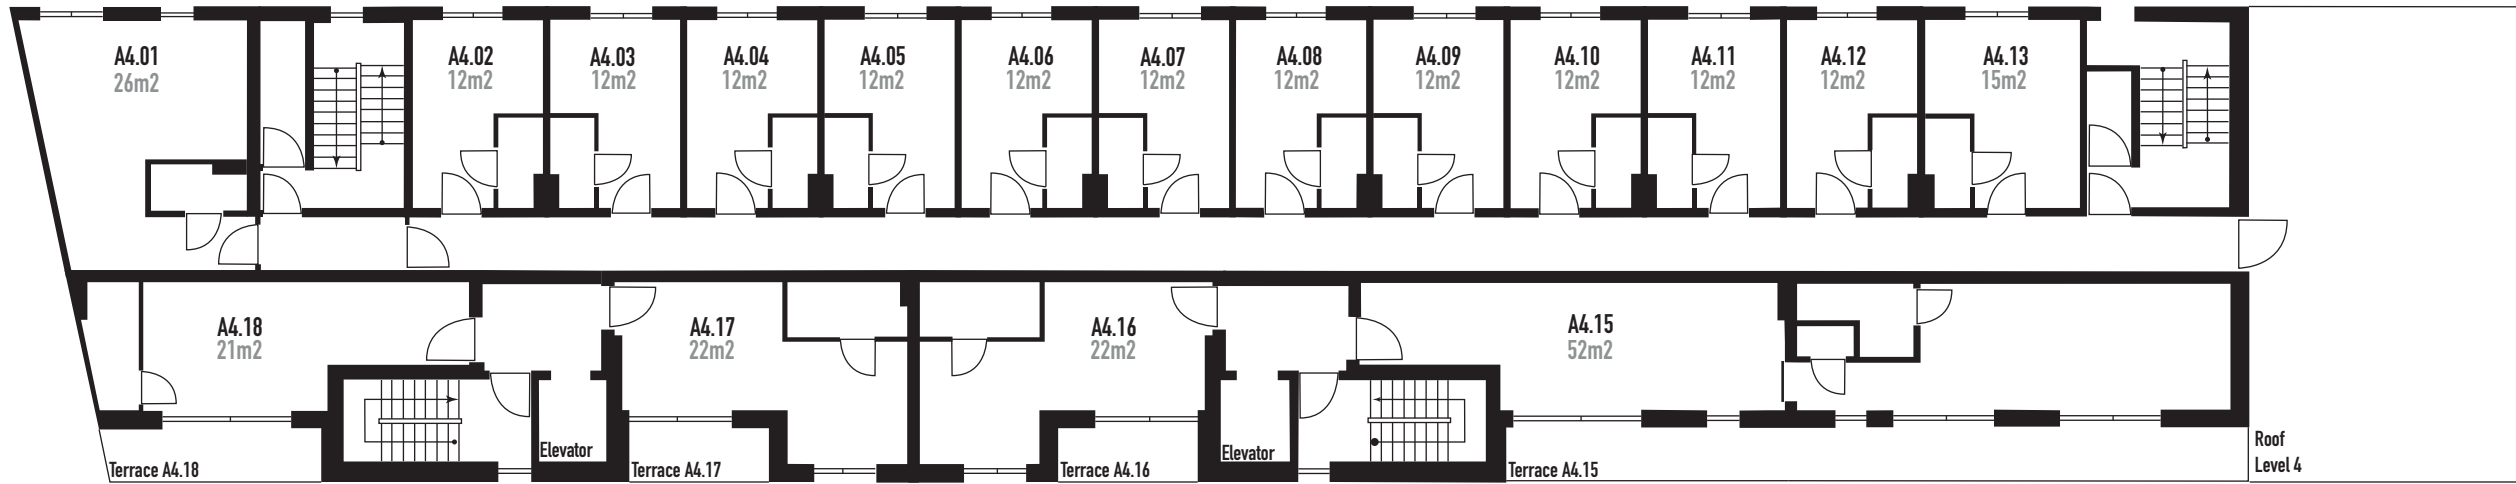 A4.01
26m2
A4.02
12m2
A4.03
12m2
A4.04
12m2
A4.05
12m2
A4.06
12m2
A4.07
12m2
A4.08
12m2
A4.09
12m2
A4.10
12m2
A4.11
12m2
A4.12
12m2
A4.13
15m2
A4.18
21m2
A4.17
22m2
A4.16
22m2
A4.15
52m2
Terrace A4.18
Elevator
Terrace A4.17
Terrace A4.16
Elevator
Terrace A4.15
Roof
Level 4